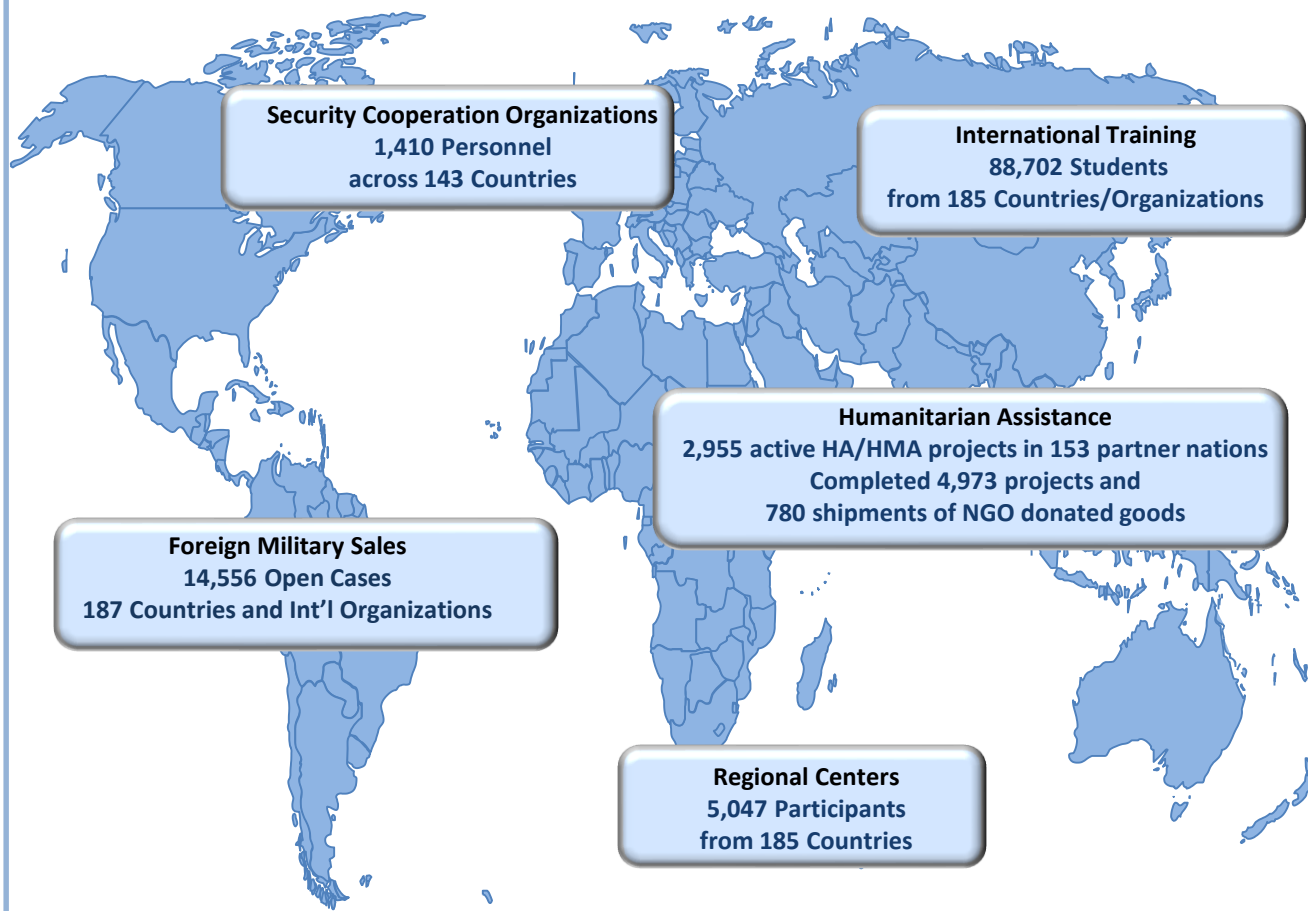 Security Cooperation Organizations
1,410 Personnel
across 143 Countries
International Training
88,702 Students
from 185 Countries/Organizations
Humanitarian Assistance
2,955 active HA/HMA projects in 153 partner nations
Completed 4,973 projects and
780 shipments of NGO donated goods
Foreign Military Sales
14,556 Open Cases
187 Countries and Int’l Organizations
Regional Centers
5,047 Participants
from 185 Countries